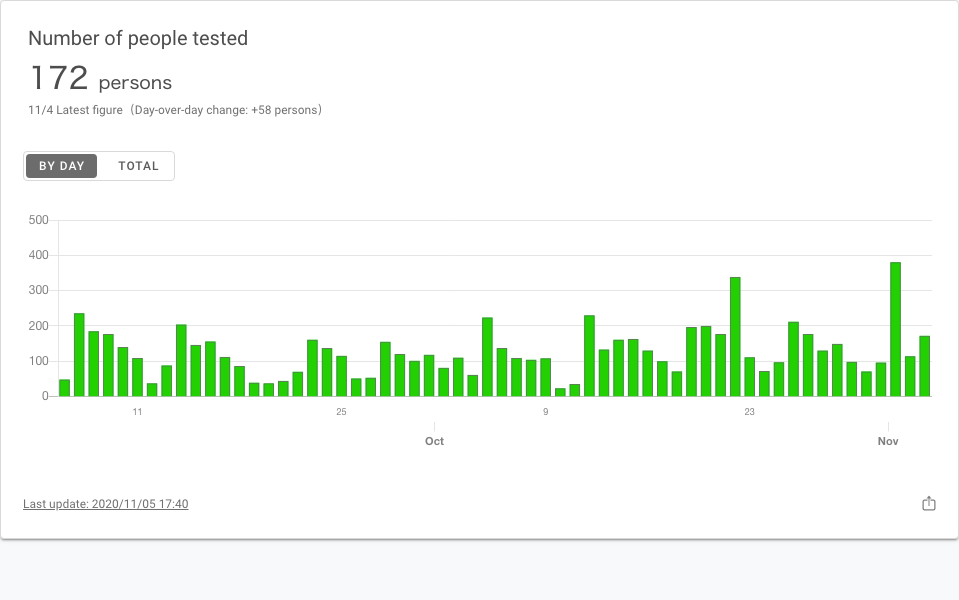 Number of people tested
172 persons
11/4 Latest figure（Day-over-day change: +58 persons）
BY DAY TOTAL
500
400
300
200
100
0
11 25 9 23
Oct Nov
Last update: 2020/11/05 17:40